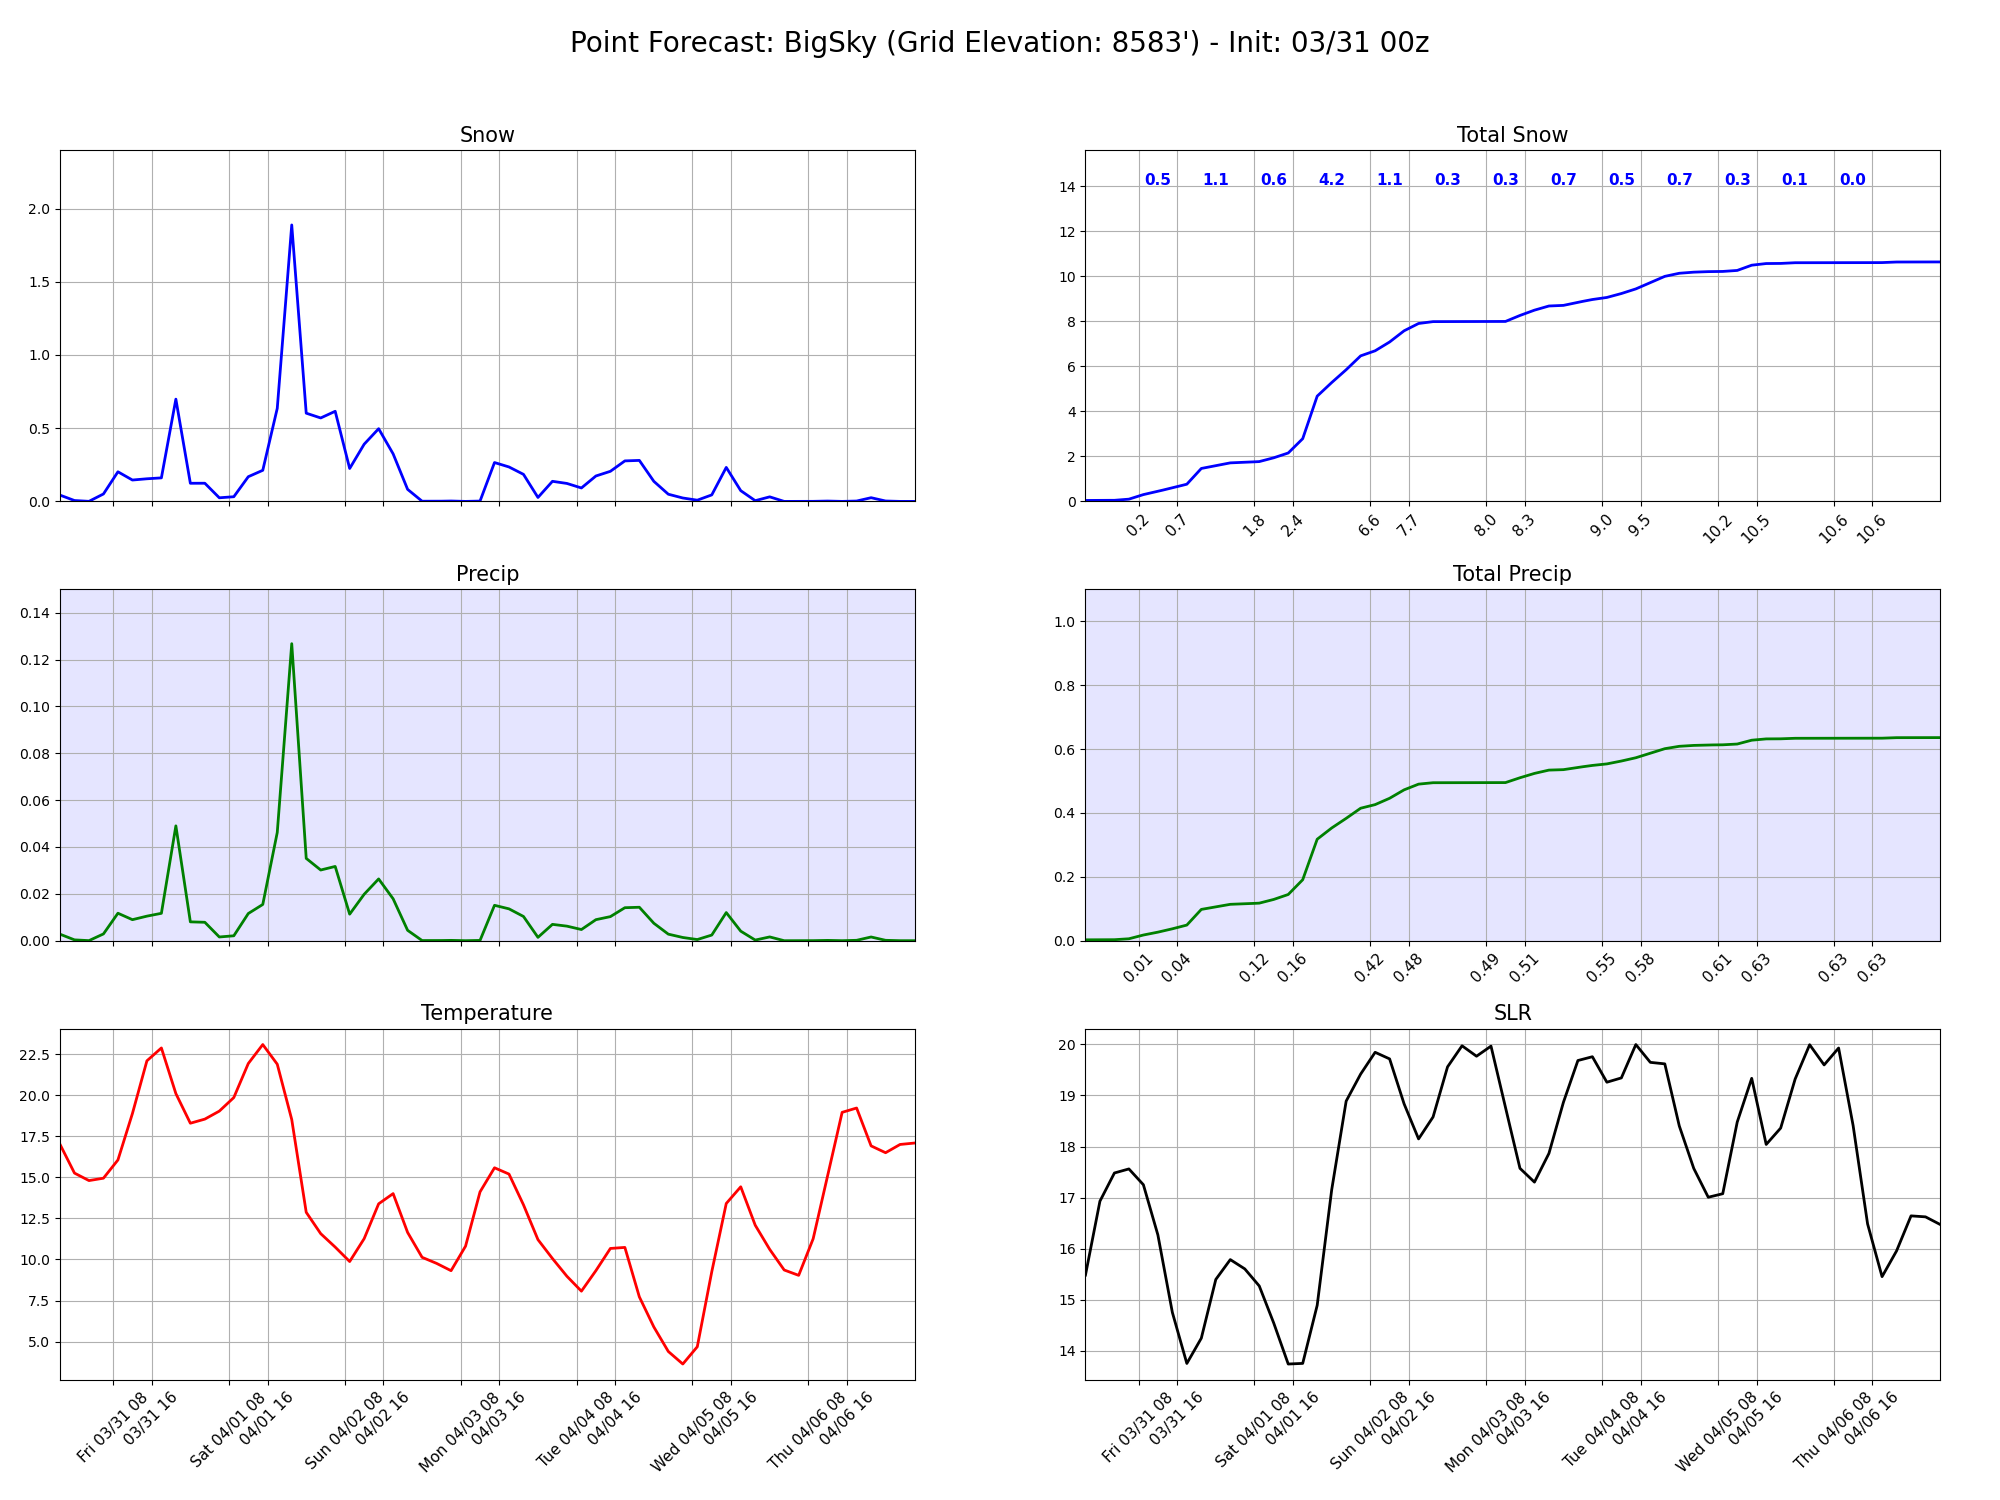 Point Forecast: BigSky (Grid Elevation: 8583') - Init: 03/31 00z
Snow
2.0
1.5
1.0
0.5
0.0
Total Snow
0.5 1.1 0.6 4.2 1.1 0.3 0.3 0.7 0.5 0.7 0.3 0.1 0.0
14
12
10
8
6
4
2
0
0.2 0.7 1.8 2.4 6.6 7.7 8.0 8.3 9.0 9.5 10.2 10.5 10.6 10.6
Precip
0.14
0.12
0.10
0.08
0.06
0.04
0.02
0.00
Total Precip
1.0
0.8
0.6
0.4
0.2
0.0
0.01 0.04 0.12 0.16 0.42 0.48 0.49 0.51 0.55 0.58 0.61 0.63 0.63 0.63
Temperature
22.5
20.0
17.5
15.0
12.5
10.0
7.5
5.0
Fri 03/31 08
03/31 16
Sat 04/01 08
04/01 16
Sun 04/02 08
04/02 16
Mon 04/03 08
04/03 16
Tue 04/04 08
04/04 16
Wed 04/05 08
04/05 16
Thu 04/06 08
04/06 16
SLR
20
19
18
17
16
15
14
Fri 03/31 08
03/31 16
Sat 04/01 08
04/01 16
Sun 04/02 08
04/02 16
Mon 04/03 08
04/03 16
Tue 04/04 08
04/04 16
Wed 04/05 08
04/05 16
Thu 04/06 08
04/06 16